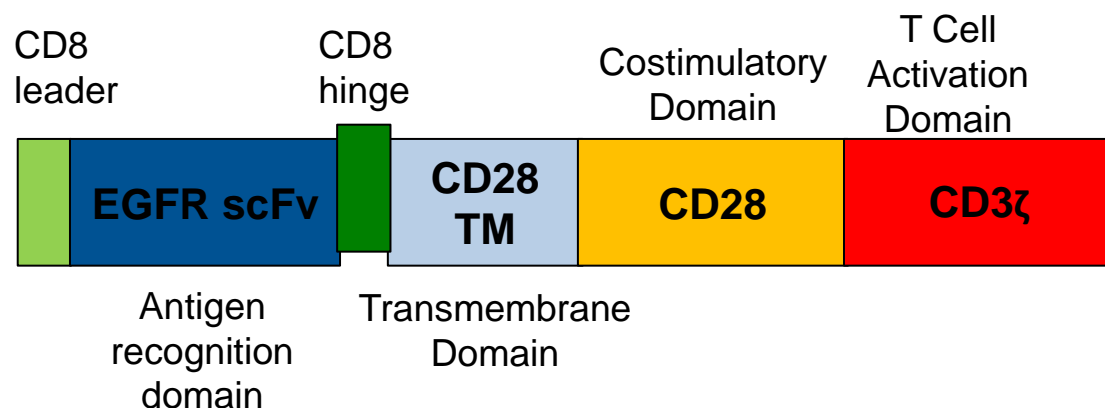 CD8
leader
CD8
hinge
Costimulatory
Domain
T Cell
Activation
Domain
EGFR scFv
CD28
TM
CD28
CD3ζ
Antigen
recognition
domain
Transmembrane
Domain